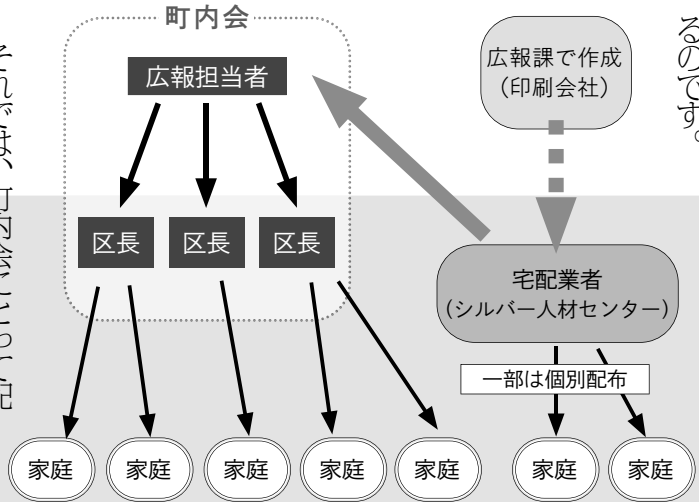 るのです。
町内会
広報担当者
広報課で作成
（印刷会社）
区長
区長
区長
宅配業者
（シルバー人材センター）
一部は個別配布
家庭
家庭
家庭
家庭
家庭
家庭
家庭
それでは、町内会にとって配